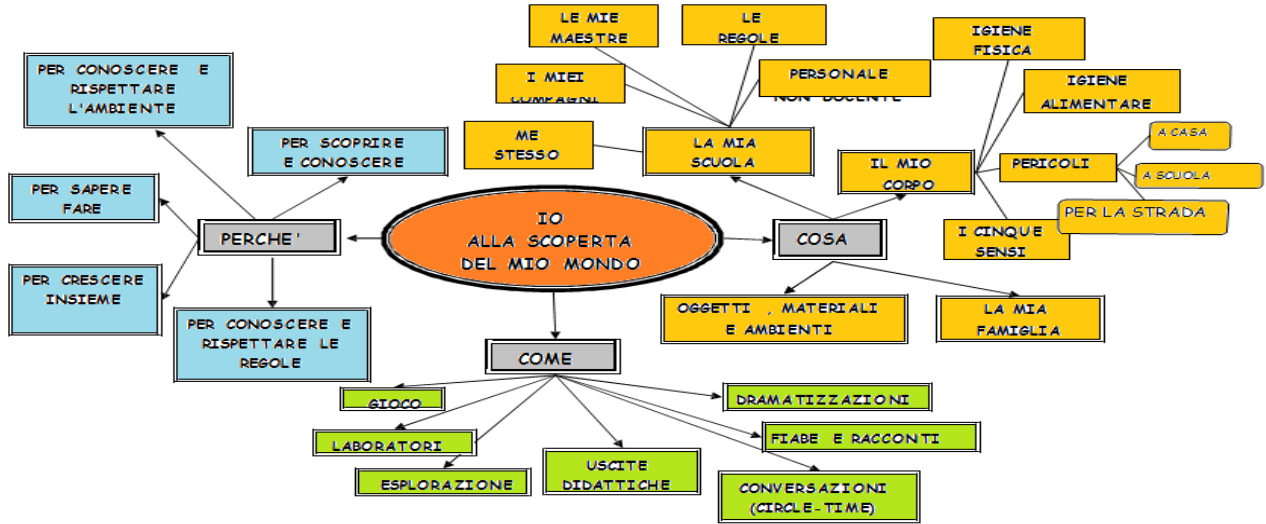 LE MIE
MAESTRE
LE
REGOLE
IGIENE
FISICA
PER CONOSCERE E
RISPETTARE
L'AMBIENTE
I MIEI
COMPAGNI
PERSONALE
NON DOCENTE
IGIENE
ALIMENTARE
PER SCOPRIRE
E CONOSCERE
ME
STESSO
LA MIA
SCUOLA
IL MIO
CORPO
PERICOLI
A CASA
A SCUOLA
PER LA STRADA
PER SAPERE
FARE
PERCHE'
IO
ALLA SCOPERTA
DEL MIO MONDO
COSA
I CINQUE
SENSI
PER CRESCERE
INSIEME
PER CONOSCERE E
RISPETTARE LE
REGOLE
OGGETTI , MATERIALI
E AMBIENTI
LA MIA
FAMIGLIA
COME
GIOCO
DRAMATIZZAZIONI
LABORATORI
FIABE E RACCONTI
ESPLORAZIONE
USCITE
DIDATTICHE
CONVERSAZIONI
(CIRCLE-TIME)